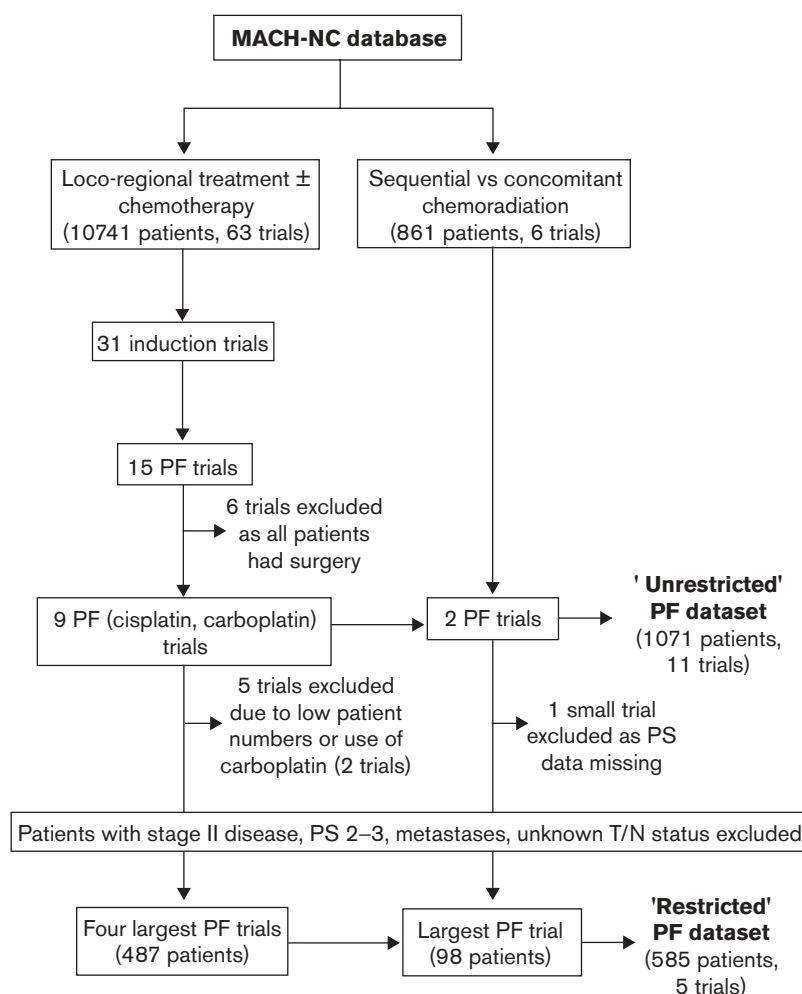 MACH-NC database
Loco-regional treatment ±
chemotherapy
(10741 patients, 63 trials)
Sequential vs concomitant
chemoradiation
(861 patients, 6 trials)
31 induction trials
15 PF trials
6 trials excluded
as all patients
had surgery
9 PF (cisplatin, carboplatin)
trials
2 PF trials
' Unrestricted'
PF dataset
(1071 patients,
11 trials)
5 trials excluded
due to low patient
numbers or use of
carboplatin (2 trials)
1 small trial
excluded as PS
data missing
Patients with stage II disease, PS 2–3, metastases, unknown T/N status excluded
Four largest PF trials
(487 patients)
Largest PF trial
(98 patients)
'Restricted'
PF dataset
(585 patients,
5 trials)